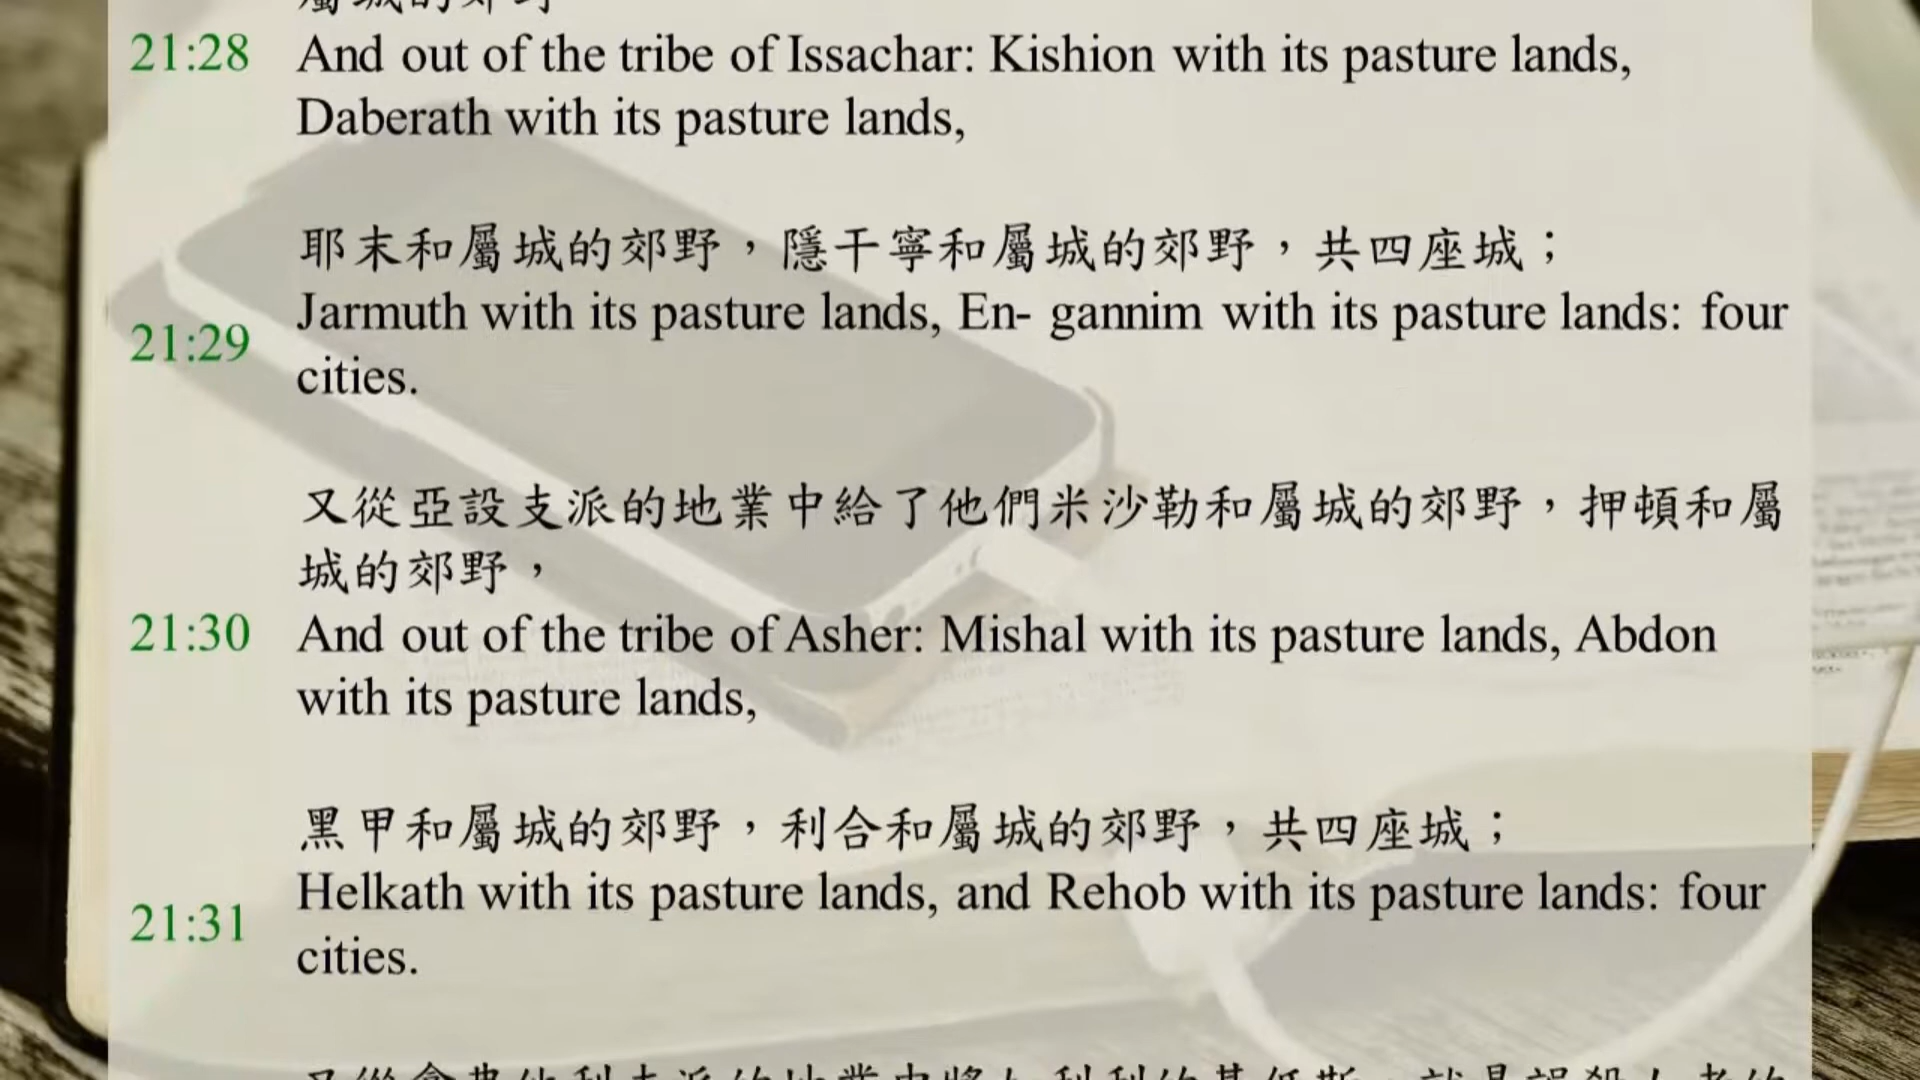 屬城的郊野
21:28 And out of the tribe of Issachar: Kishion with its pasture lands,
Daberath with its pasture lands,
耶末和屬城的郊野，隱干寧和屬城的郊野，共四座城；
Jarmuth with its pasture lands, En- gannim with its pasture lands: four
21:29
cities.
又從亞設支派的地業中給了他們米沙勒和屬城的郊野，押頓和屬
城的郊野，
21:30 And out of the tribe of Asher: Mishal with its pasture lands, Abdon
with its pasture lands,
黑甲和屬城的郊野，利合和屬城的郊野，共四座城；
Helkath with its pasture lands, and Rehob with its pasture lands: four
21:31
cities.